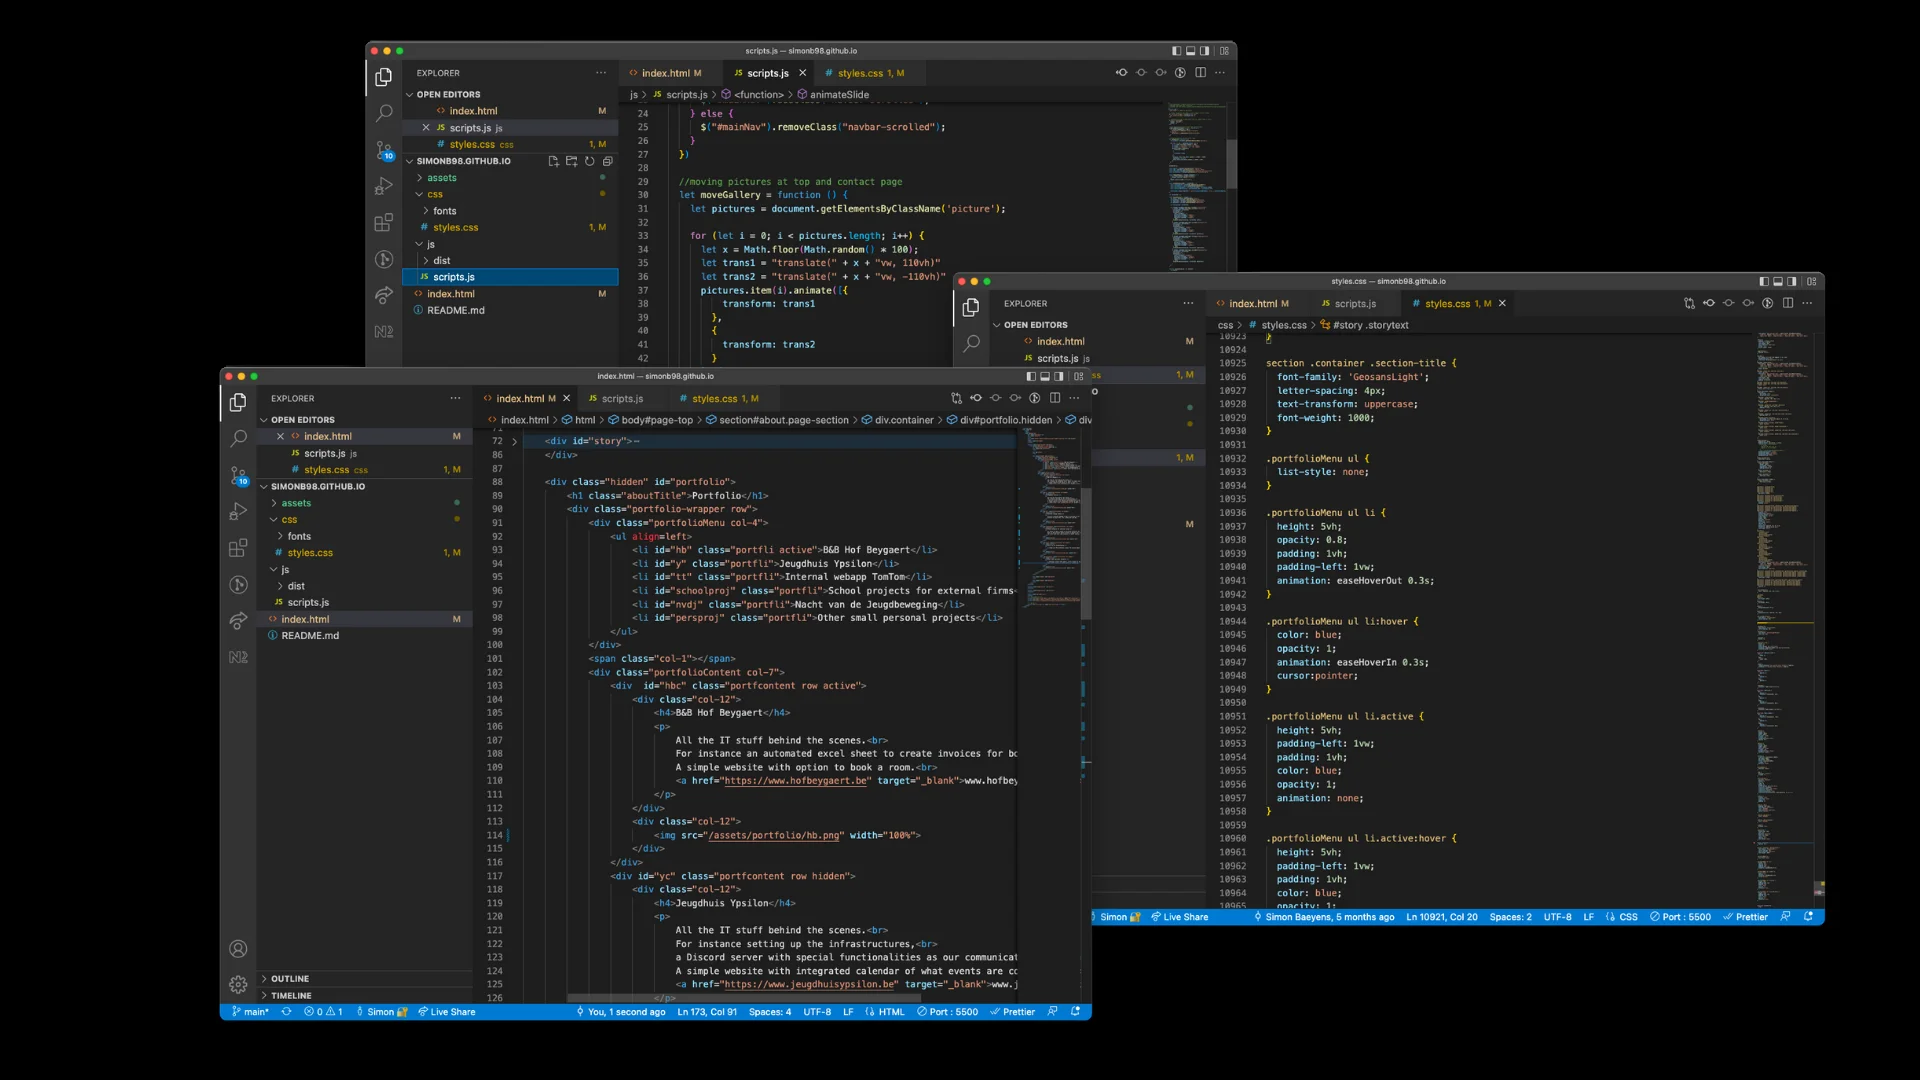 scripts.js — simonb98.github.io
EXPLORER
index.html M
JS scripts.js
# styles.css 1, M
js > JS scripts.js > <function> > animateSlide
OPEN EDITORS
index.html M
JS scripts.js js
# styles.css css 1, M
SIMONB98.GITHUB.IO
assets
css
fonts
# styles.css 1, M
js
dist
JS scripts.js
index.html M
README.md
10
24 } else {
25 $("#mainNav").removeClass("navbar-scrolled");
26 }
27 })
28
29 //moving pictures at top and contact page
30 let moveGallery = function () {
31 let pictures = document.getElementsByClassName('picture');
32
33 for (let i = 0; i < pictures.length; i++) {
34 let x = Math.floor(Math.random() * 100);
35 let trans1 = "translate(" + x + "vw, 110vh)"
36 let trans2 = "translate(" + x + "vw, -110vh)"
37 pictures.item(i).animate([{
38 transform: trans1
39 },
40 {
41 transform: trans2
42 }
styles.css — simonb98.github.io
EXPLORER
index.html M
JS scripts.js
# styles.css 1, M
css > # styles.css > #story .storytext
OPEN EDITORS
index.html M
JS scripts.js js
1, M
1, M
M
10923 }
10924
10925 section .container .section-title {
10926 font-family: 'GeosansLight';
10927 letter-spacing: 4px;
10928 text-transform: uppercase;
10929 font-weight: 1000;
10930 }
10931
10932 .portfolioMenu ul {
10933 list-style: none;
10934 }
10935
10936 .portfolioMenu ul li {
10937 height: 5vh;
10938 opacity: 0.8;
10939 padding: 1vh;
10940 padding-left: 1vw;
10941 animation: easeHoverOut 0.3s;
10942 }
10943
10944 .portfolioMenu ul li:hover {
10945 color: blue;
10946 opacity: 1;
10947 animation: easeHoverIn 0.3s;
10948 cursor:pointer;
10949 }
10950
10951 .portfolioMenu ul li.active {
10952 height: 5vh;
10953 padding-left: 1vw;
10954 padding: 1vh;
10955 color: blue;
10956 opacity: 1;
10957 animation: none;
10958 }
10959
10960 .portfolioMenu ul li.active:hover {
10961 height: 5vh;
10962 padding-left: 1vw;
10963 padding: 1vh;
10964 color: blue;
10965 opacity: 1;
Simon Live Share Simon Baeyens, 5 months ago Ln 10921, Col 20 Spaces: 2 UTF-8 LF CSS Port : 5500 Prettier
index.html — simonb98.github.io
EXPLORER
index.html M
JS scripts.js
# styles.css 1, M
index.html > html > body#page-top > section#about.page-section > div.container > div#portfolio.hidden > div
OPEN EDITORS
index.html M
JS scripts.js js
# styles.css css 1, M
SIMONB98.GITHUB.IO
assets
css
fonts
# styles.css 1, M
js
dist
JS scripts.js
index.html M
README.md
10
OUTLINE
TIMELINE
72 <div id="story">
86 </div>
87
88 <div class="hidden" id="portfolio">
89 <h1 class="aboutTitle">Portfolio</h1>
90 <div class="portfolio-wrapper row">
91 <div class="portfolioMenu col-4">
92 <ul align=left>
93 <li id="hb" class="portfli active">B&B Hof Beygaert</li>
94 <li id="y" class="portfli">Jeugdhuis Ypsilon</li>
95 <li id="tt" class="portfli">Internal webapp TomTom</li>
96 <li id="schoolproj" class="portfli">School projects for external firms<
97 <li id="nvdj" class="portfli">Nacht van de Jeugdbeweging</li>
98 <li id="persproj" class="portfli">Other small personal projects</li>
99 </ul>
100 </div>
101 <span class="col-1"></span>
102 <div class="portfolioContent col-7">
103 <div  id="hbc" class="portfcontent row active">
104 <div class="col-12">
105 <h4>B&B Hof Beygaert</h4>
106 <p>
107 All the IT stuff behind the scenes.<br>
108 For instance an automated excel sheet to create invoices for bo
109 A simple website with option to book a room.<br>
110 <a href="https://www.hofbeygaert.be" target="_blank">www.hofbey
111 </p>
112 </div>
113 <div class="col-12">
114 <img src="/assets/portfolio/hb.png" width="100%">
115 </div>
116 </div>
117 <div id="yc" class="portfcontent row hidden">
118 <div class="col-12">
119 <h4>Jeugdhuis Ypsilon</h4>
120 <p>
121 All the IT stuff behind the scenes.<br>
122 For instance setting up the infrastructures,<br>
123 a Discord server with special functionalities as our communicat
124 A simple website with integrated calendar of what events are co
125 <a href="https://www.jeugdhuisypsilon.be" target="_blank">www.j
126 </p>
main* 0 1 Simon Live Share You, 1 second ago Ln 173, Col 91 Spaces: 4 UTF-8 LF HTML Port : 5500 Prettier